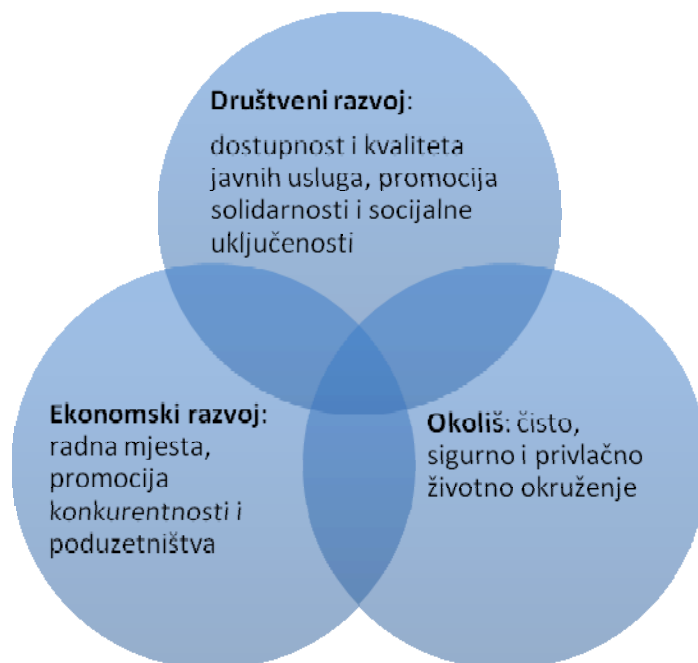 Društveni razvoj:
dostupnost i kvaliteta
javnih usluga, promocija
solidarnosti i socijalne
uključenosti
Ekonomski razvoj:
radna mjesta,
promocija
konkurentnosti i
poduzetništva
Okoliš: čisto,
sigurno i privlačno
životno okruženje